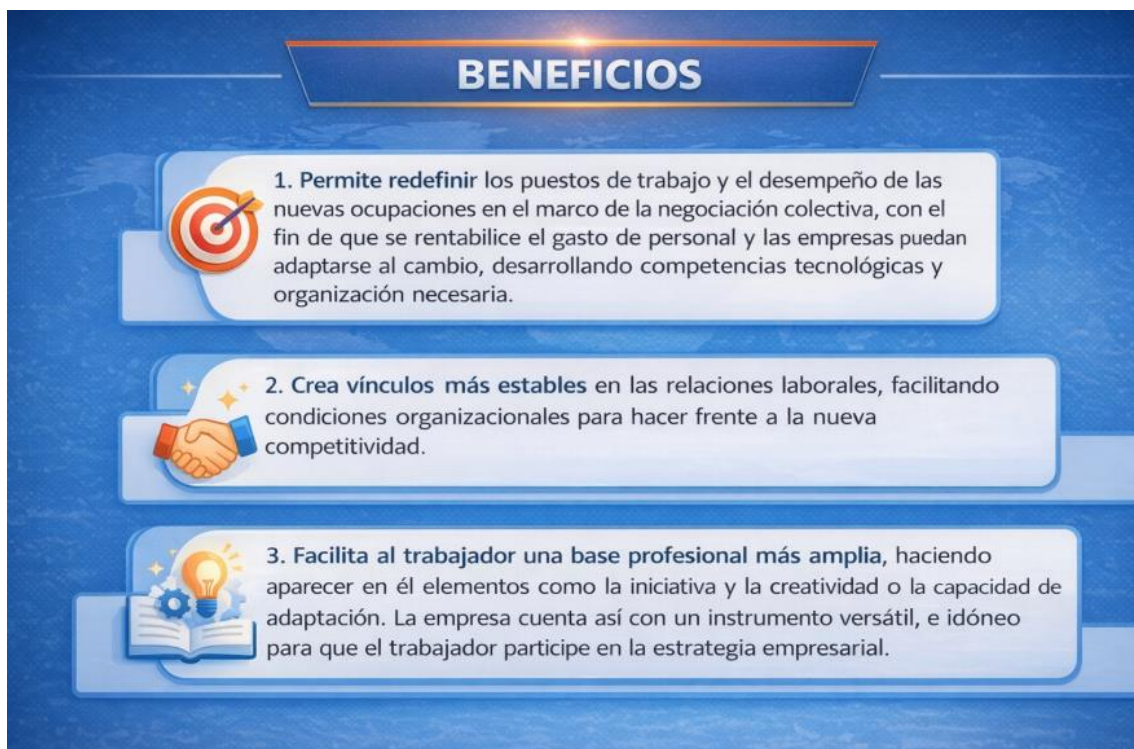 BENEFICIOS
1. Permite redefinir los puestos de trabajo y el desempeño de las
nuevas ocupaciones en el marco de la negociación colectiva, con el
fin de que se rentabilice el gasto de personal y las empresas puedan
adaptarse al cambio, desarrollando competencias tecnológicas y
organización necesaria.
2. Crea vínculos más estables en las relaciones laborales, facilitando
condiciones organizacionales para hacer frente a la nueva
competitividad.
3. Facilita al trabajador una base profesional más amplia, haciendo
aparecer en él elementos como la iniciativa y la creatividad o la capacidad de
adaptación. La empresa cuenta así con un instrumento versátil, e idóneo
para que el trabajador participe en la estrategia empresarial.